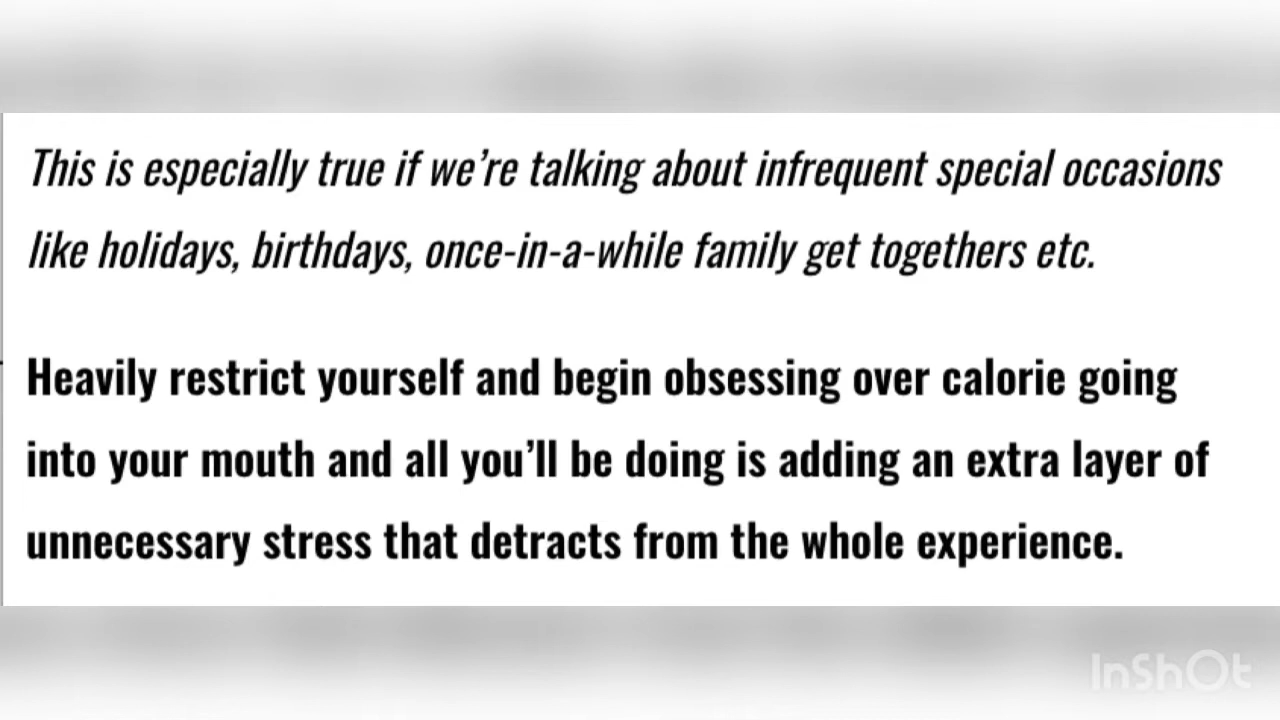 This is especially true if we’re talking about infrequent special occasions
like holidays, birthdays, once-in-a-while family get togethers etc.
Heavily restrict yourself and begin obsessing over calorie going
into your mouth and all you’ll be doing is adding an extra layer of
unnecessary stress that detracts from the whole experience.
InShOt